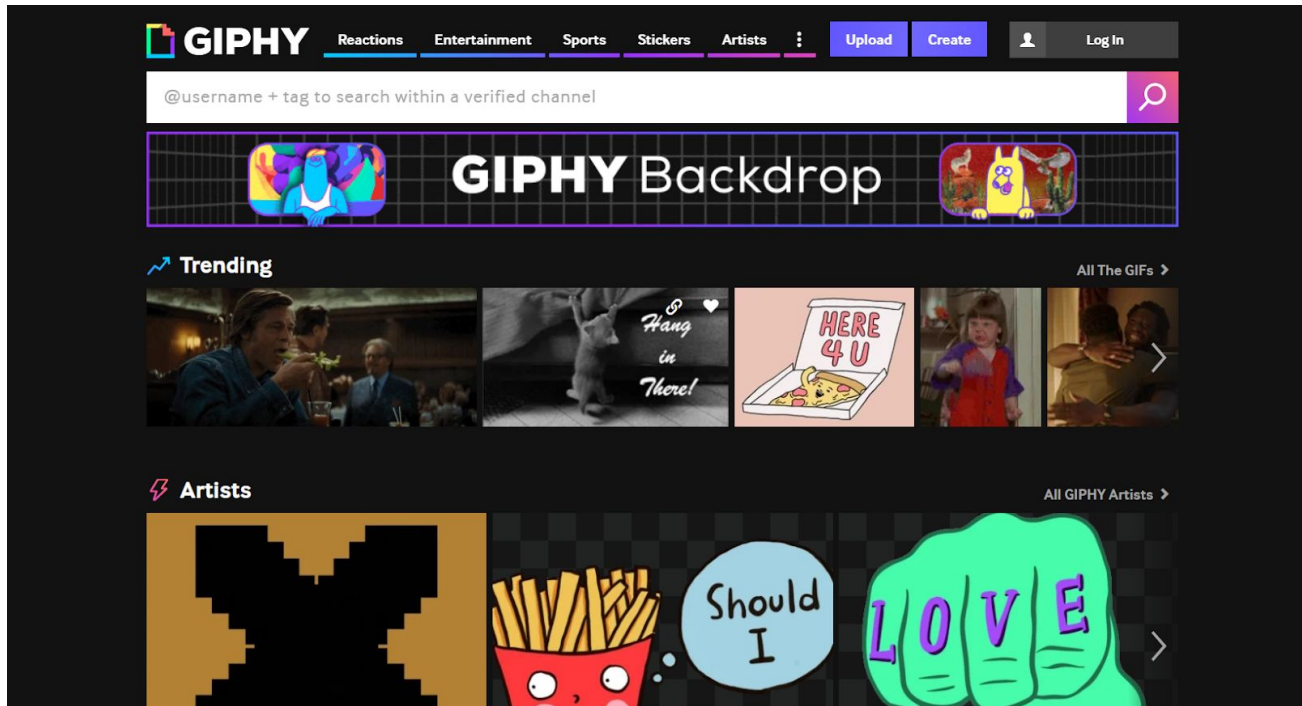 GIPHY Reactions Entertainment Sports Stickers Artists Upload Create Log In
@username + tag to search within a verified channel
GIPHY Backdrop
Trending
All The GIFs
Hang
in
There!
HERE
4 U
Artists
All GIPHY Artists
Should
I
LOVE